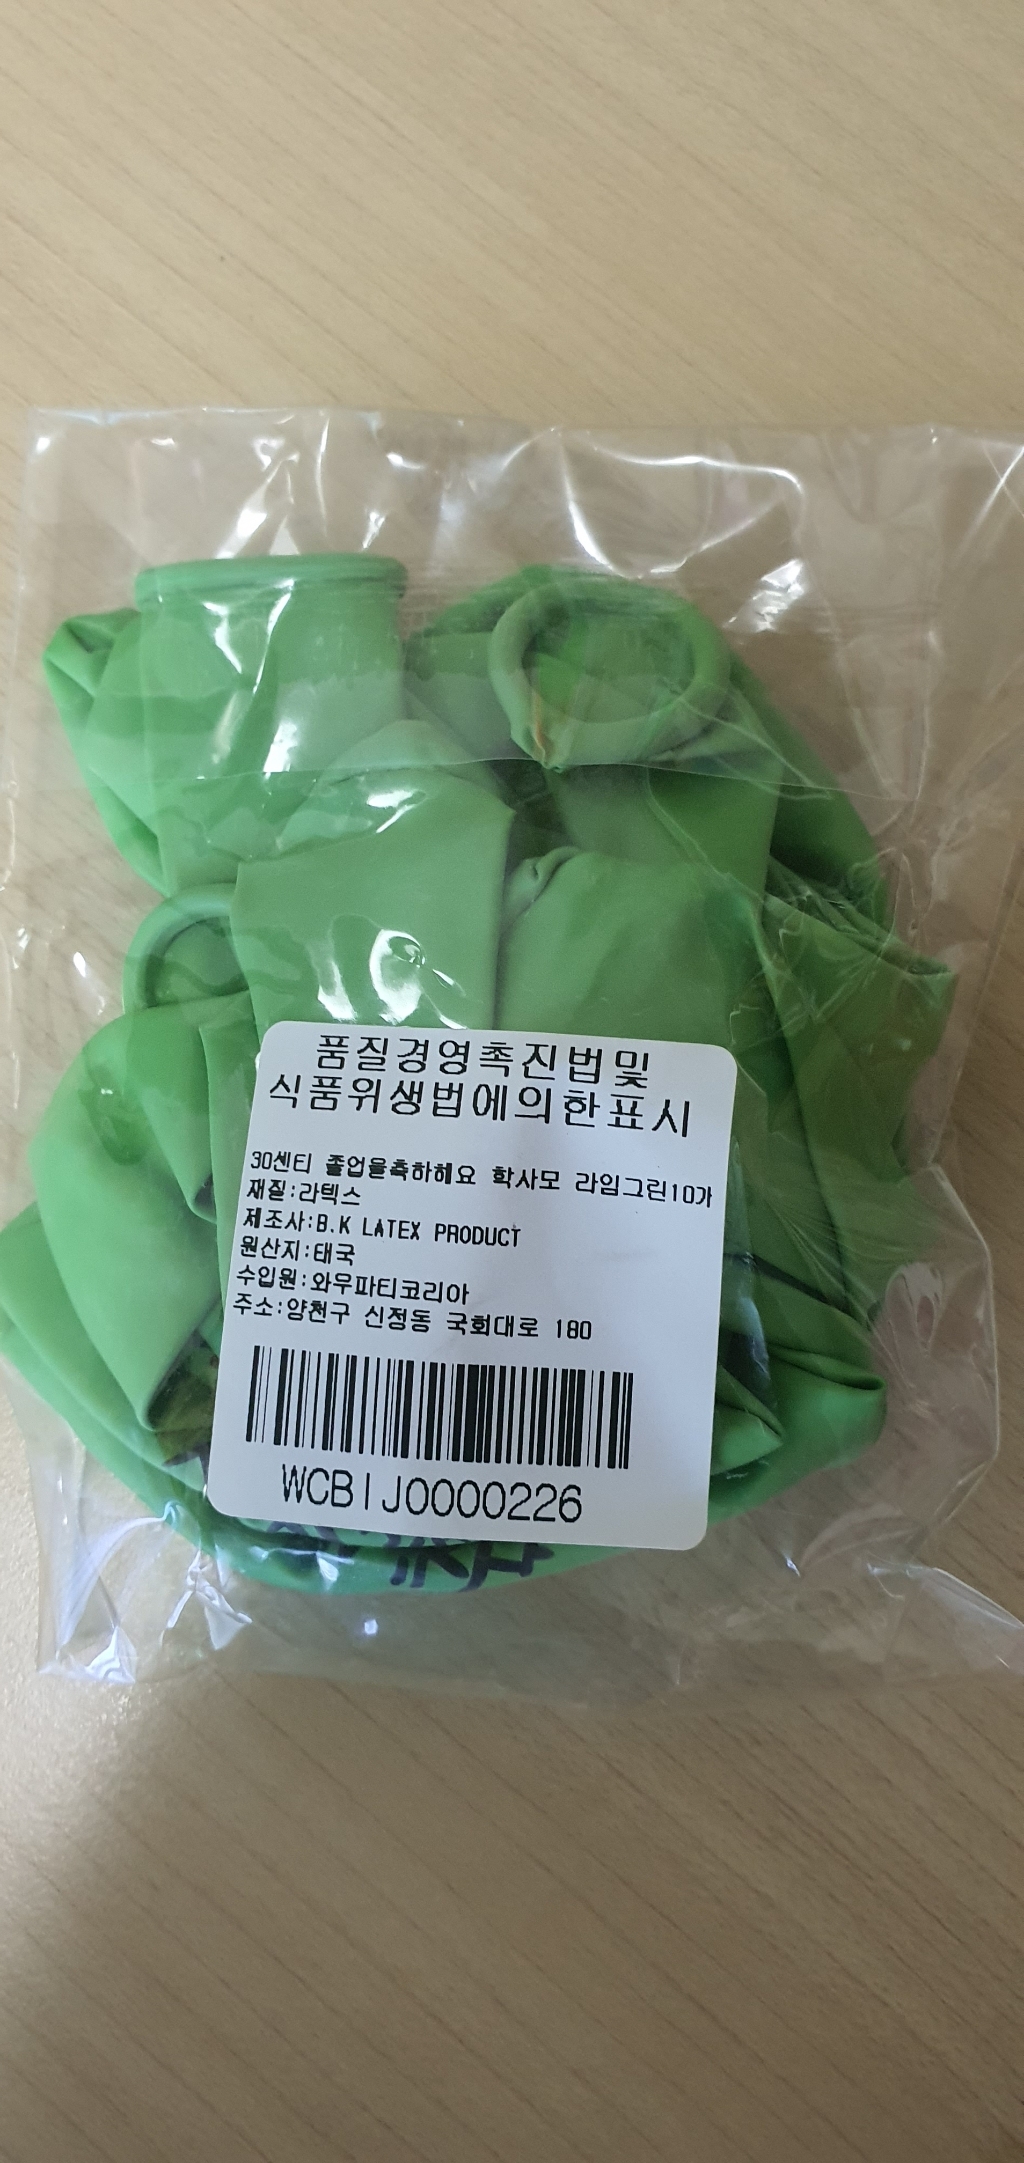 품질경영촉진법및
식품위생법에의한표시
30센티 졸업을축하해요 학사모 라임그린10가
재질:라텍스
제조사:B.K LATEX PRODUCT
원산지:태국
수입원:와우파티코리아
주소:양천구 신정동 국회대로 180
WCBIJ0000226